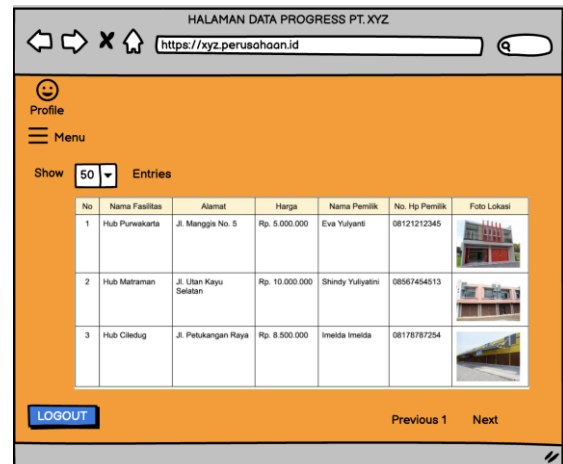 HALAMAN DATA PROGRESS PT. XYZ
https://xyz.perusahaan.id
Profile
Menu
Show 50 Entries
No Nama Fasilitas Alamat Harga Nama Pemilik No. Hp Pemilik Foto Lokasi
1 Hub Purwakarta Jl. Manggis No. 5 Rp. 5.000.000 Eva Yulyanti 08121212345
2 Hub Matraman Jl. Utan Kayu Rp. 10.000.000 Shindy Yuliyatini 08567454513
Selatan
3 Hub Ciledug Jl. Petukangan Raya Rp. 8.500.000 Imelda Imelda 08178787254
LOGOUT Previous 1 Next